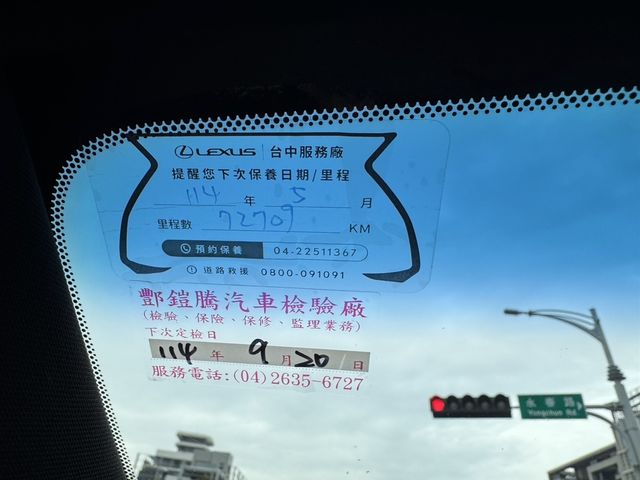 LEXUS 台中服務廠
提醒您下次保養日期/里程
114 年 5 月
里程數 72709 KM
預約保養 04-22511367
道路救援 0800-091091
酆鎧騰汽車檢驗廠
(檢驗、保險、保修、監理業務)
下次定檢日
114 年 9 月 20 日
服務電話:(04)2635-6727
永春路
Yongchun Rd